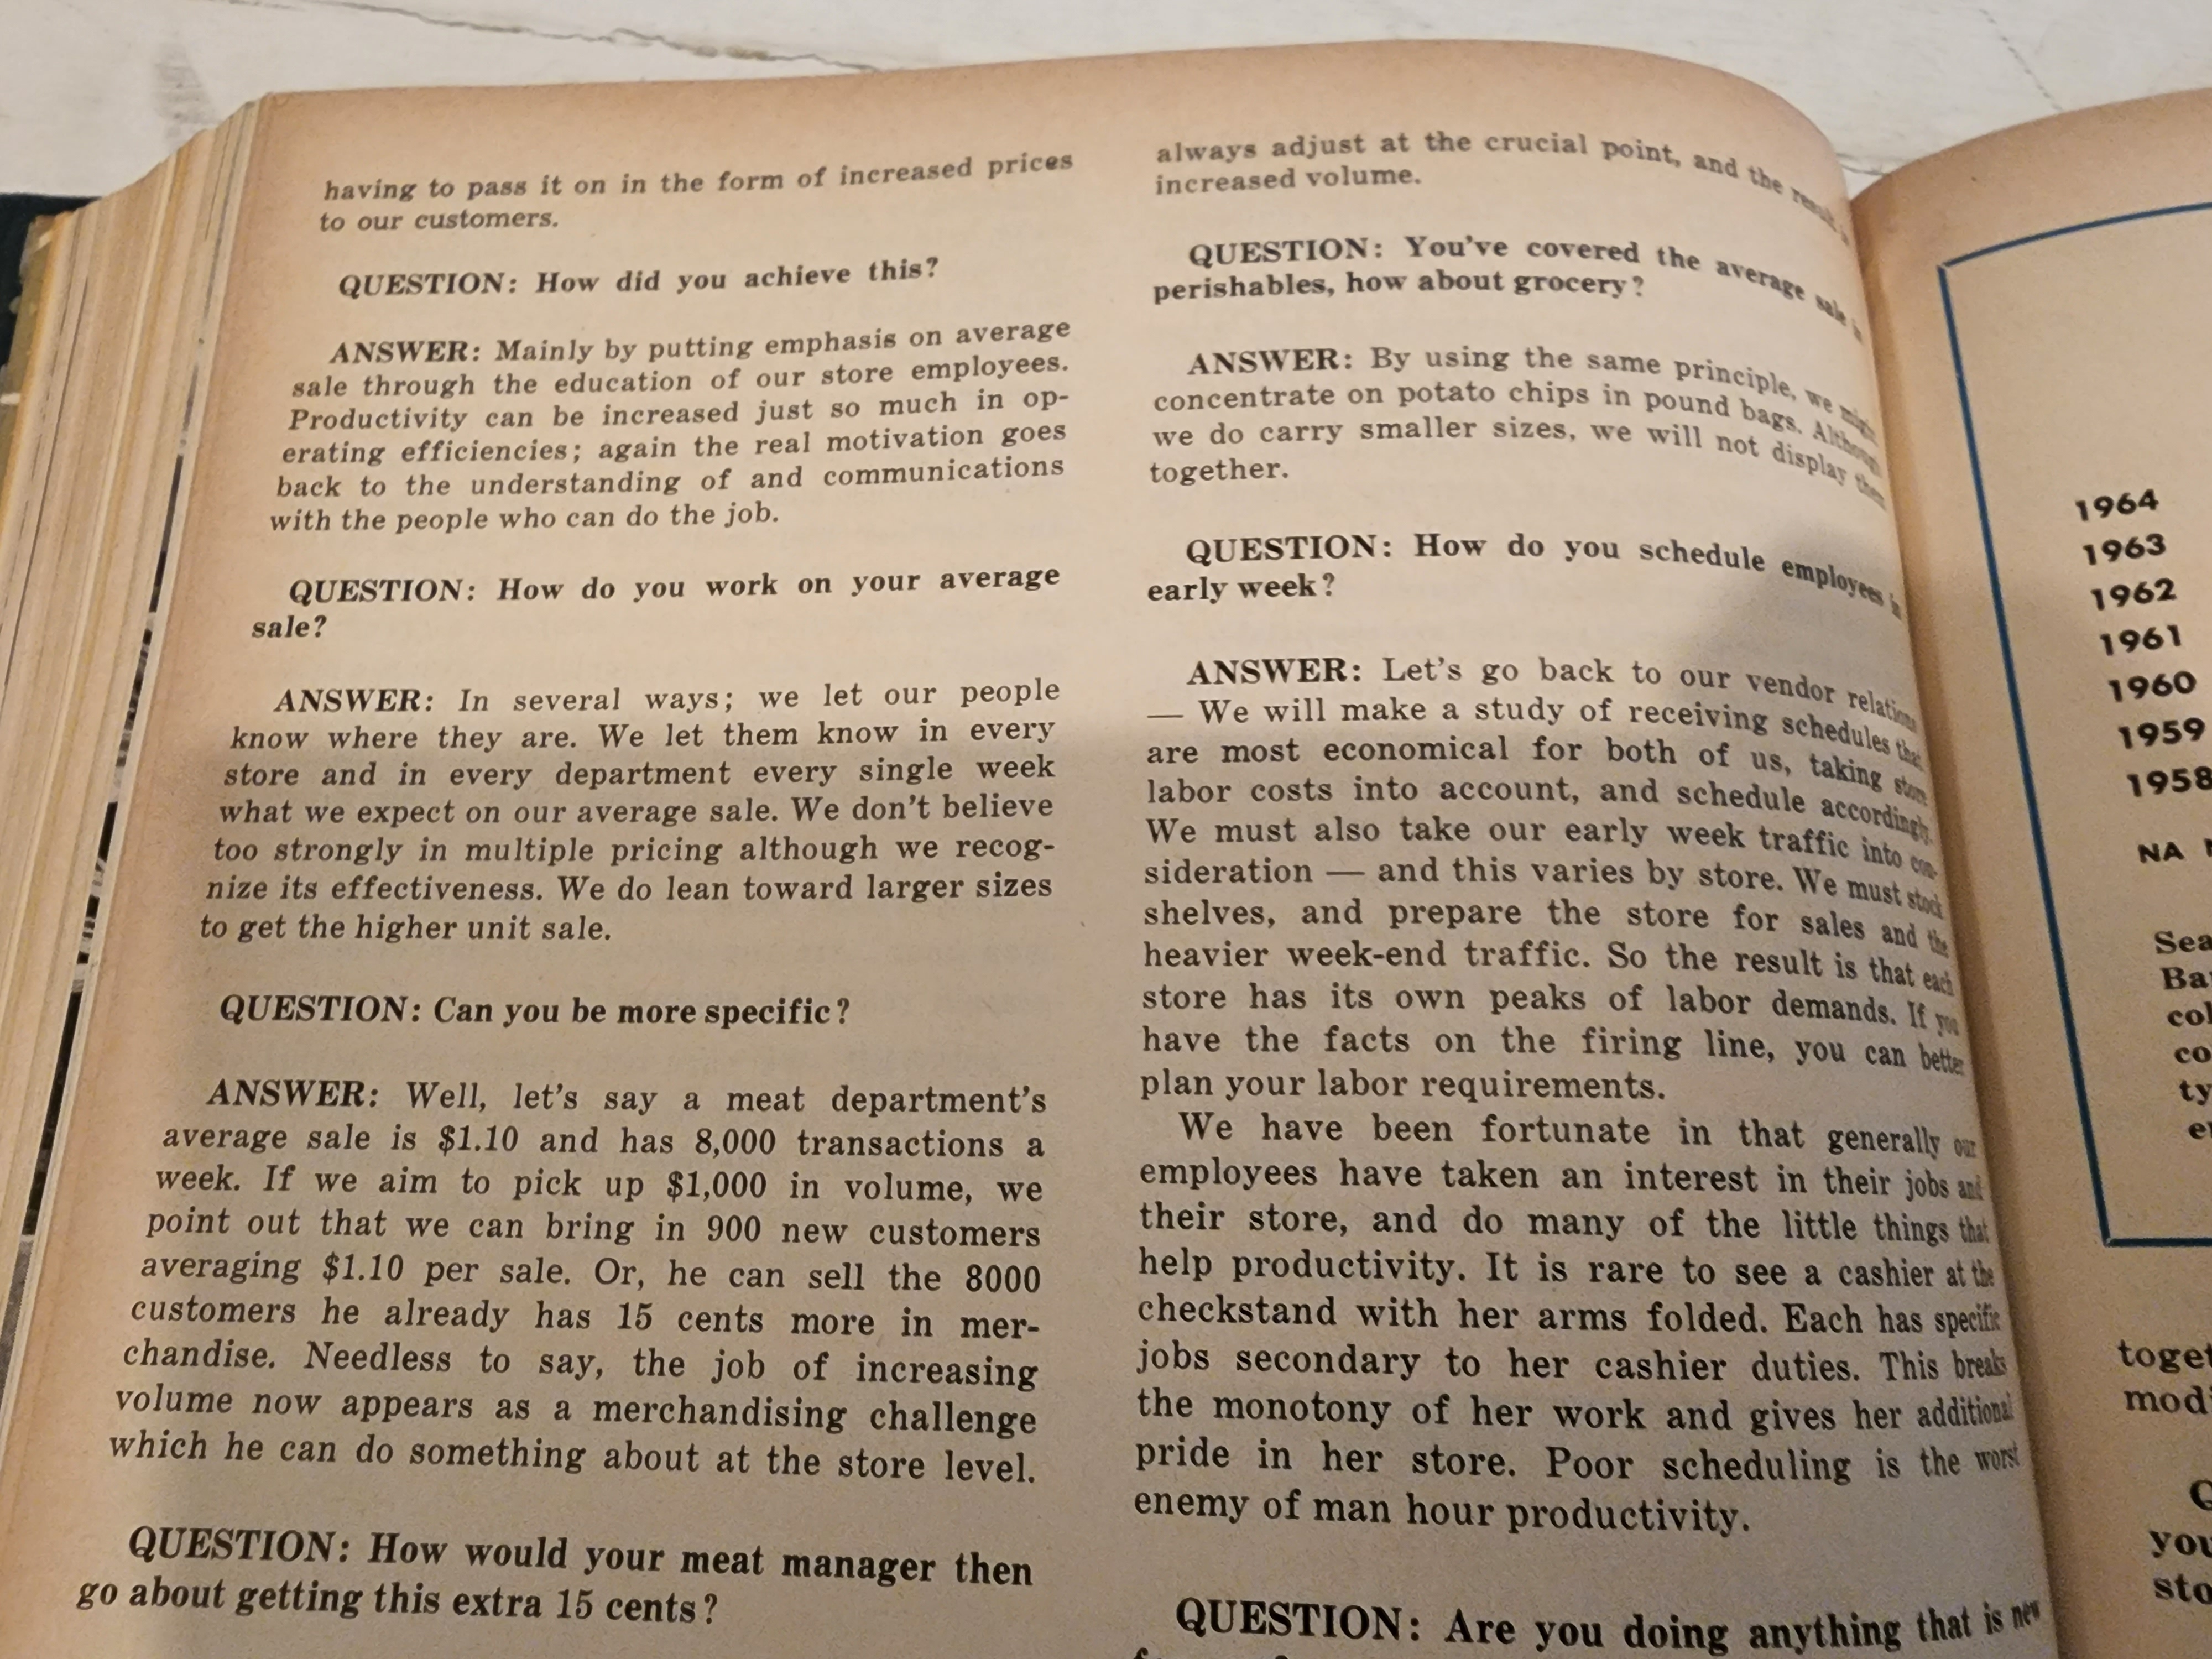 having to pass it on in the form of increased prices
to our customers.
QUESTION: How did you achieve this?
ANSWER: Mainly by putting emphasis on average
sale through the education of our store employees.
Productivity can be increased just so much in op-
erating efficiencies; again the real motivation goes
back to the understanding of and communications
with the people who can do the job.
QUESTION: How do you work on your average
sale?
ANSWER: In several ways; we let our people
know where they are. We let them know in every
store and in every department every single week
what we expect on our average sale. We don't believe
too strongly in multiple pricing although we recog-
nize its effectiveness. We do lean toward larger sizes
to get the higher unit sale.
QUESTION: Can you be more specific?
ANSWER: Well, let's say a meat department's
average sale is $1.10 and has 8,000 transactions a
week. If we aim to pick up $1,000 in volume, we
point out that we can bring in 900 new customers
averaging $1.10 per sale. Or, he can sell the 8000
customers he already has 15 cents more in mer-
chandise. Needless to say, the job of increasing
volume now appears as a merchandising challenge
which he can do something about at the store level.
QUESTION: How would your meat manager then
go about getting this extra 15 cents?
always adjust at the crucial point, and the result is
increased volume.
QUESTION: You've covered the average sale in
perishables, how about grocery?
ANSWER: By using the same principle, we might
concentrate on potato chips in pound bags. Although
we do carry smaller sizes, we will not display them
together.
QUESTION: How do you schedule employees in
early week?
ANSWER: Let's go back to our vendor relations
— We will make a study of receiving schedules that
are most economical for both of us, taking store
labor costs into account, and schedule accordingly.
We must also take our early week traffic into con-
sideration — and this varies by store. We must stock
shelves, and prepare the store for sales and the
heavier week-end traffic. So the result is that each
store has its own peaks of labor demands. If you
have the facts on the firing line, you can better
plan your labor requirements.
We have been fortunate in that generally our
employees have taken an interest in their jobs and
their store, and do many of the little things that
help productivity. It is rare to see a cashier at the
checkstand with her arms folded. Each has specific
jobs secondary to her cashier duties. This breaks
the monotony of her work and gives her additional
pride in her store. Poor scheduling is the worst
enemy of man hour productivity.
QUESTION: Are you doing anything that is new
1964
1963
1962
1961
1960
1959
1958
NA